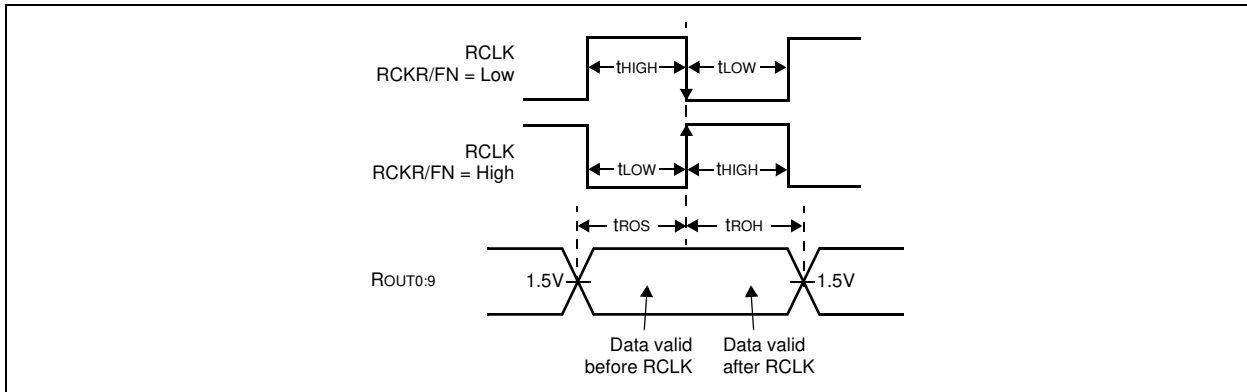 RCLK
RCKR/FN = Low
tHIGH
tLOW
RCLK
RCKR/FN = High
tLOW
tHIGH
tROS
tROH
ROUT0:9
1.5V
1.5V
Data valid
before RCLK
Data valid
after RCLK